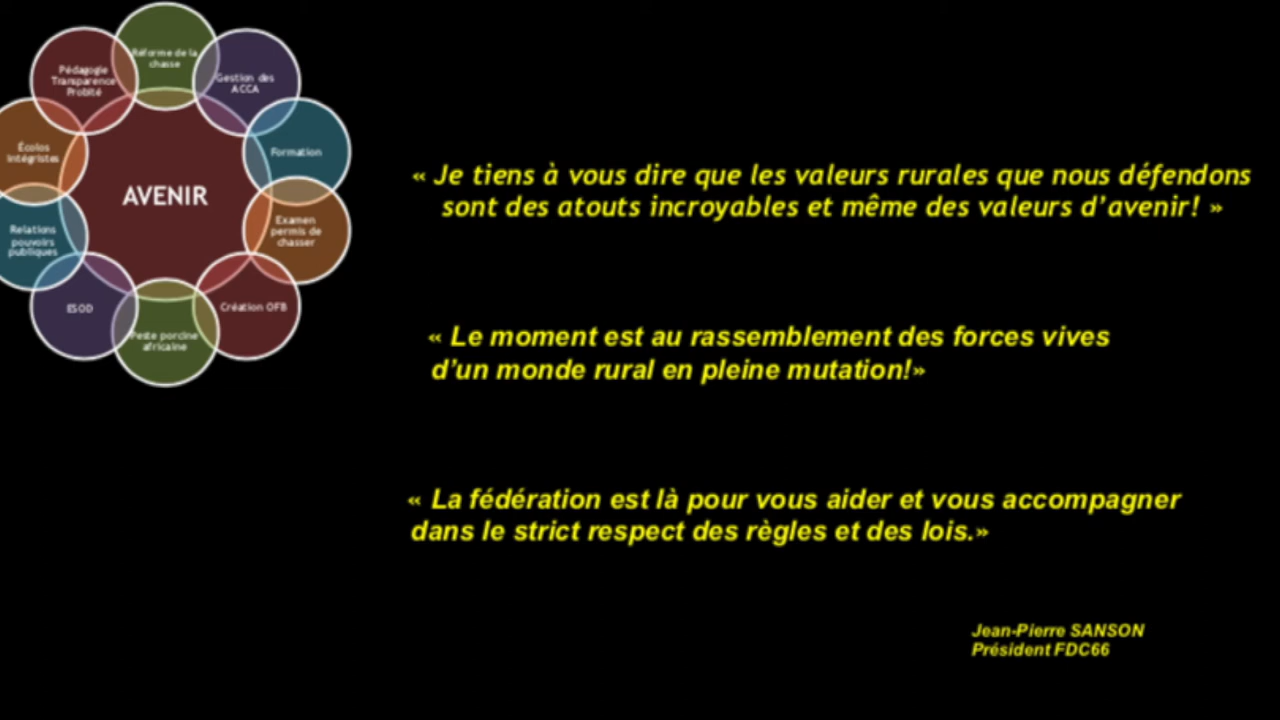 Réforme de la
chasse
Gestion des
ACCA
Formation
Examen
permis de
chasser
Création OFB
Peste porcine
africaine
ESOD
Relations
pouvoirs
publiques
Écolos
intégristes
Pédagogie
Transparence
Probité
AVENIR
« Je tiens à vous dire que les valeurs rurales que nous défendons
sont des atouts incroyables et même des valeurs d’avenir! »
« Le moment est au rassemblement des forces vives
d’un monde rural en pleine mutation!»
« La fédération est là pour vous aider et vous accompagner
dans le strict respect des règles et des lois.»
Jean-Pierre SANSON
Président FDC66